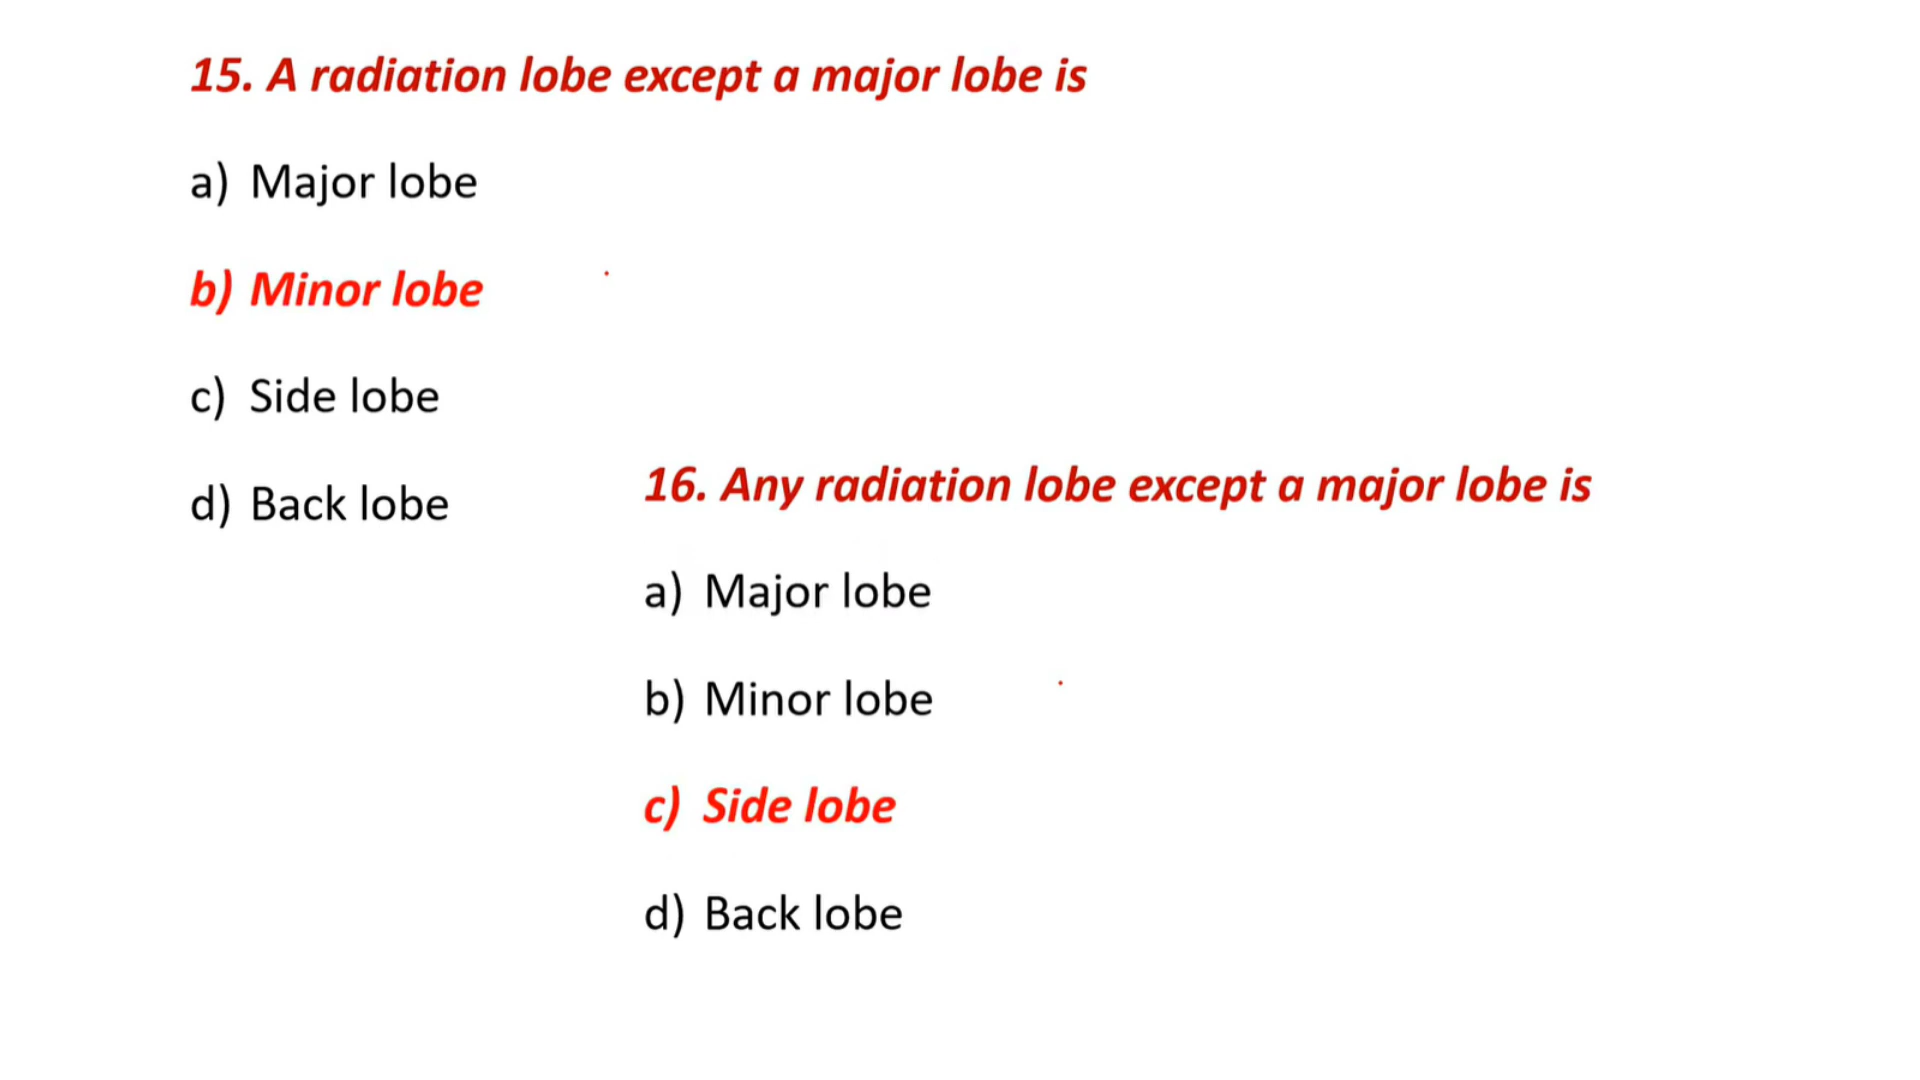 15. A radiation lobe except a major lobe is
a) Major lobe
b) Minor lobe
c) Side lobe
d) Back lobe
16. Any radiation lobe except a major lobe is
a) Major lobe
b) Minor lobe
c) Side lobe
d) Back lobe